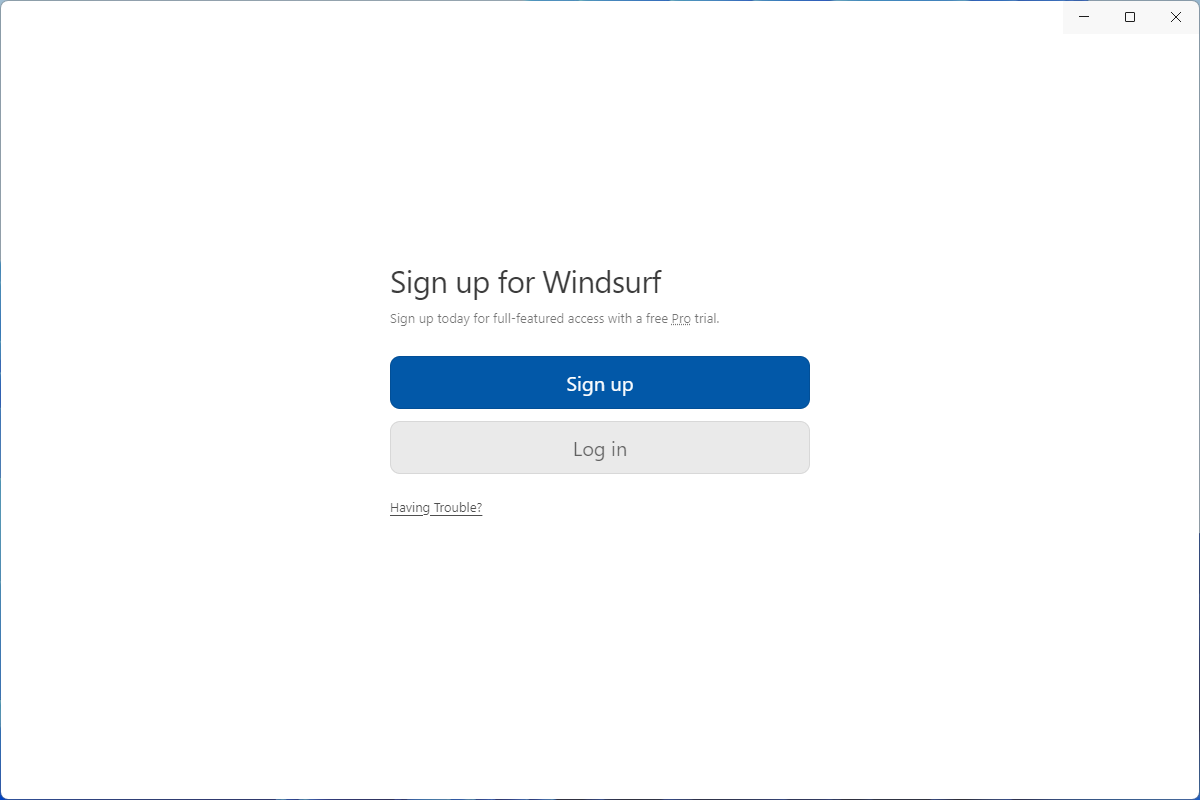 Sign up for Windsurf
Sign up today for full-featured access with a free Pro trial.
Sign up
Log in
Having Trouble?